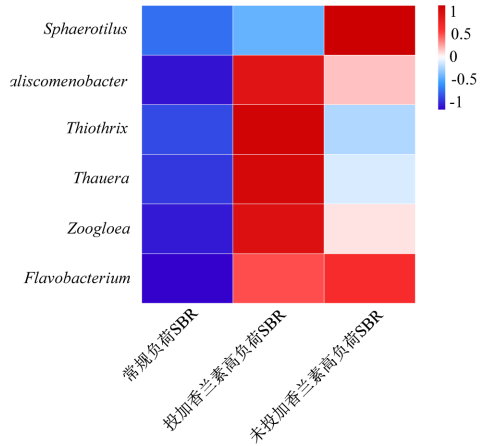 Sphaerotilus
aliscomenobacter
Thiothrix
Thauera
Zoogloea
Flavobacterium
1
0.5
0
-0.5
-1
常规负荷SBR
投加香兰素高负荷SBR
未投加香兰素高负荷SBR